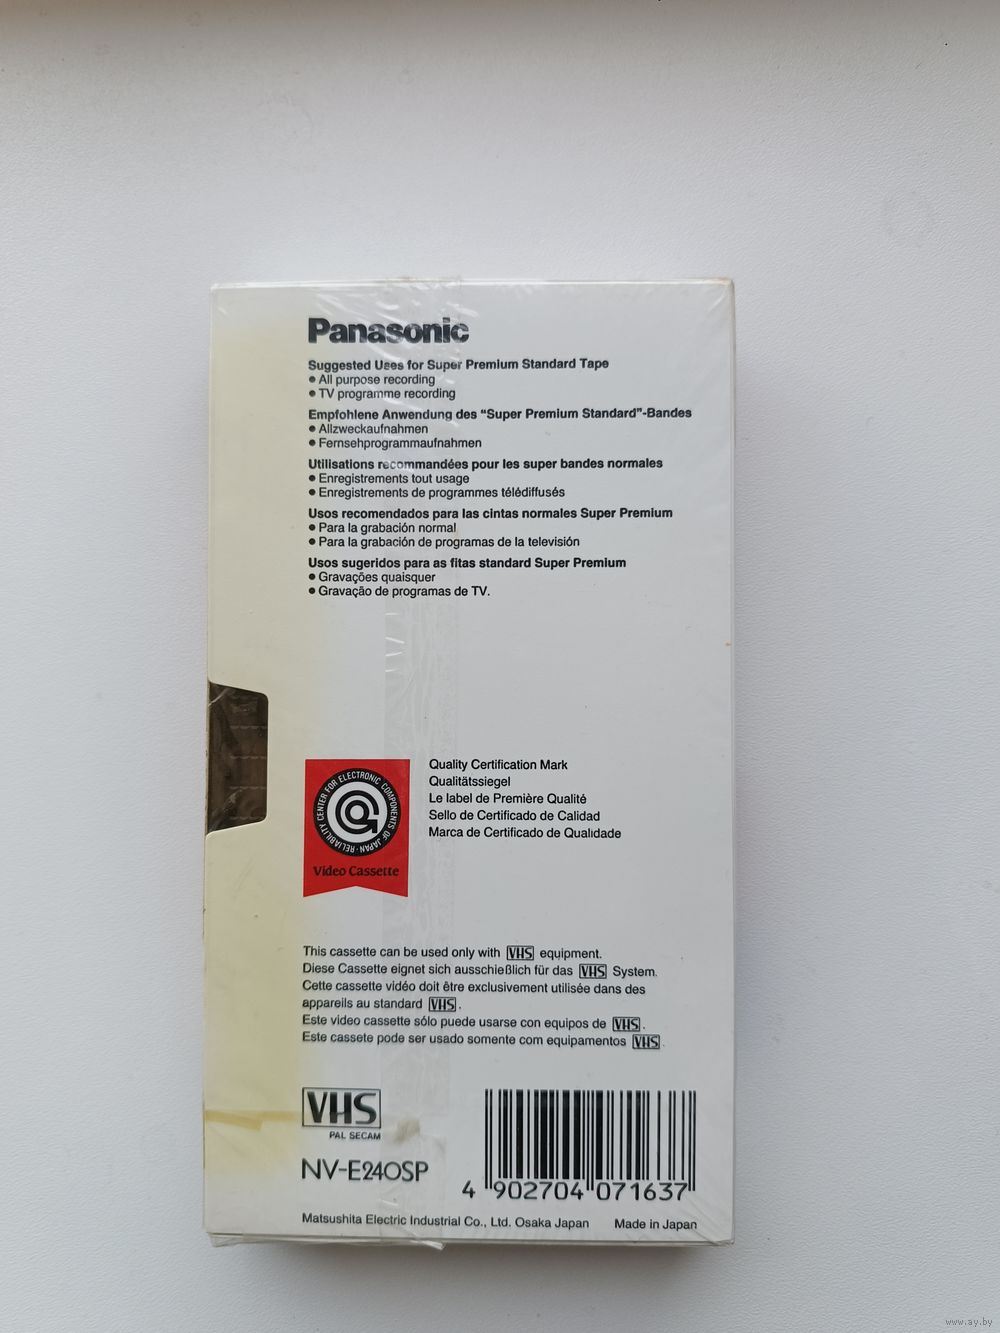 Panasonic
Suggested Uses for Super Premium Standard Tape
● All purpose recording
● TV programme recording
Empfohlene Anwendung des “Super Premium Standard”-Bandes
● Allzweckaufnahmen
● Fernsehprogrammaufnahmen
Utilisations recommandées pour les super bandes normales
● Enregistrements tout usage
● Enregistrements de programmes télédiffusés
Usos recomendados para las cintas normales Super Premium
● Para la grabación normal
● Para la grabación de programas de la televisión
Usos sugeridos para as fitas standard Super Premium
● Gravações quaisquer
● Gravação de programas de TV.
RELIABILITY CENTER FOR ELECTRONIC COMPONENTS OF JAPAN
Video Cassette
Quality Certification Mark
Qualitätssiegel
Le label de Première Qualité
Sello de Certificado de Calidad
Marca de Certificado de Qualidade
This cassette can be used only with VHS equipment.
Diese Cassette eignet sich ausschießlich für das VHS System.
Cette cassette vidéo doit être exclusivement utilisée dans des
appareils au standard VHS.
Este video cassette sólo puede usarse con equipos de VHS.
Este cassete pode ser usado somente com equipamentos VHS.
VHS
PAL SECAM
NV-E240SP
4 902704 071637
Matsushita Electric Industrial Co., Ltd. Osaka Japan Made in Japan
www.ay.by